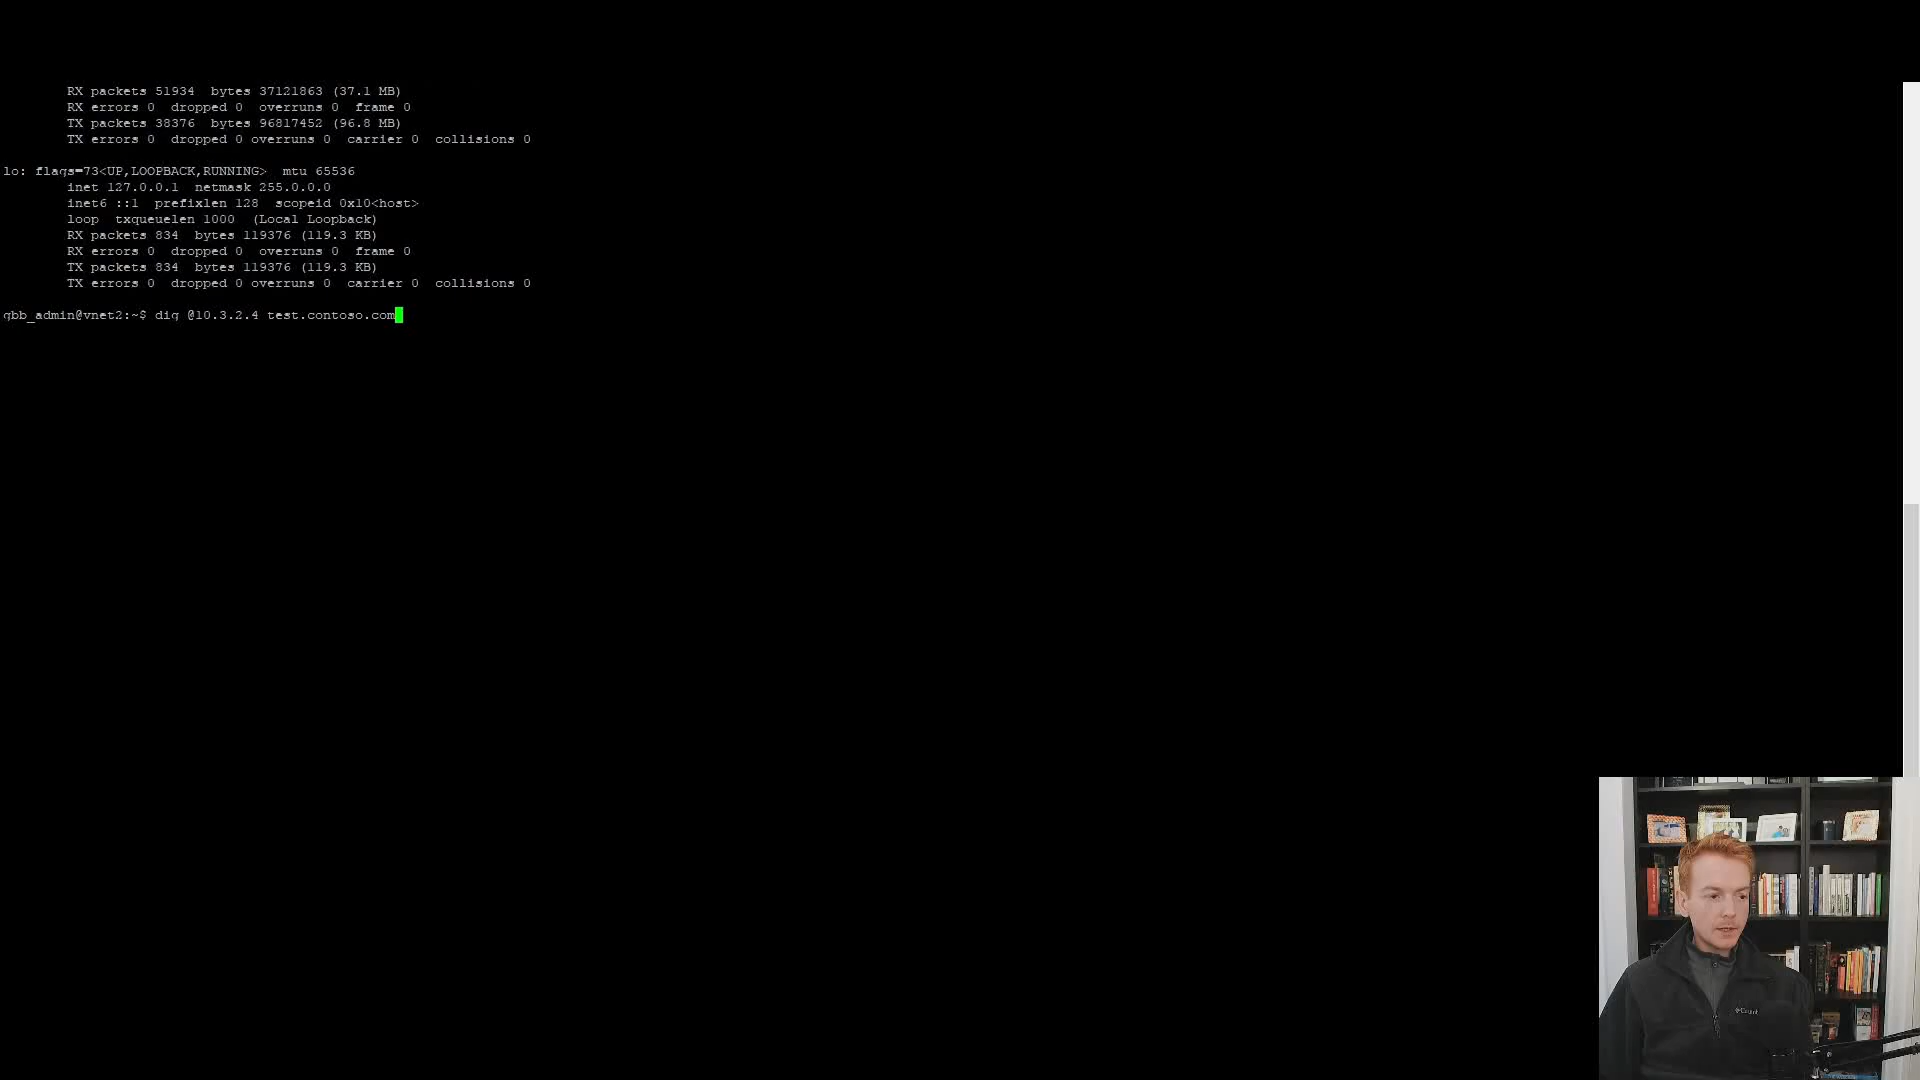 RX packets 51934  bytes 37121863 (37.1 MB)
RX errors 0  dropped 0  overruns 0  frame 0
TX packets 38376  bytes 96817452 (96.8 MB)
TX errors 0  dropped 0 overruns 0  carrier 0  collisions 0
lo: flags=73<UP,LOOPBACK,RUNNING>  mtu 65536
inet 127.0.0.1  netmask 255.0.0.0
inet6 ::1  prefixlen 128  scopeid 0x10<host>
loop  txqueuelen 1000  (Local Loopback)
RX packets 834  bytes 119376 (119.3 KB)
RX errors 0  dropped 0  overruns 0  frame 0
TX packets 834  bytes 119376 (119.3 KB)
TX errors 0  dropped 0 overruns 0  carrier 0  collisions 0
gbb_admin@vnet2:~$ dig @10.3.2.4 test.contoso.com